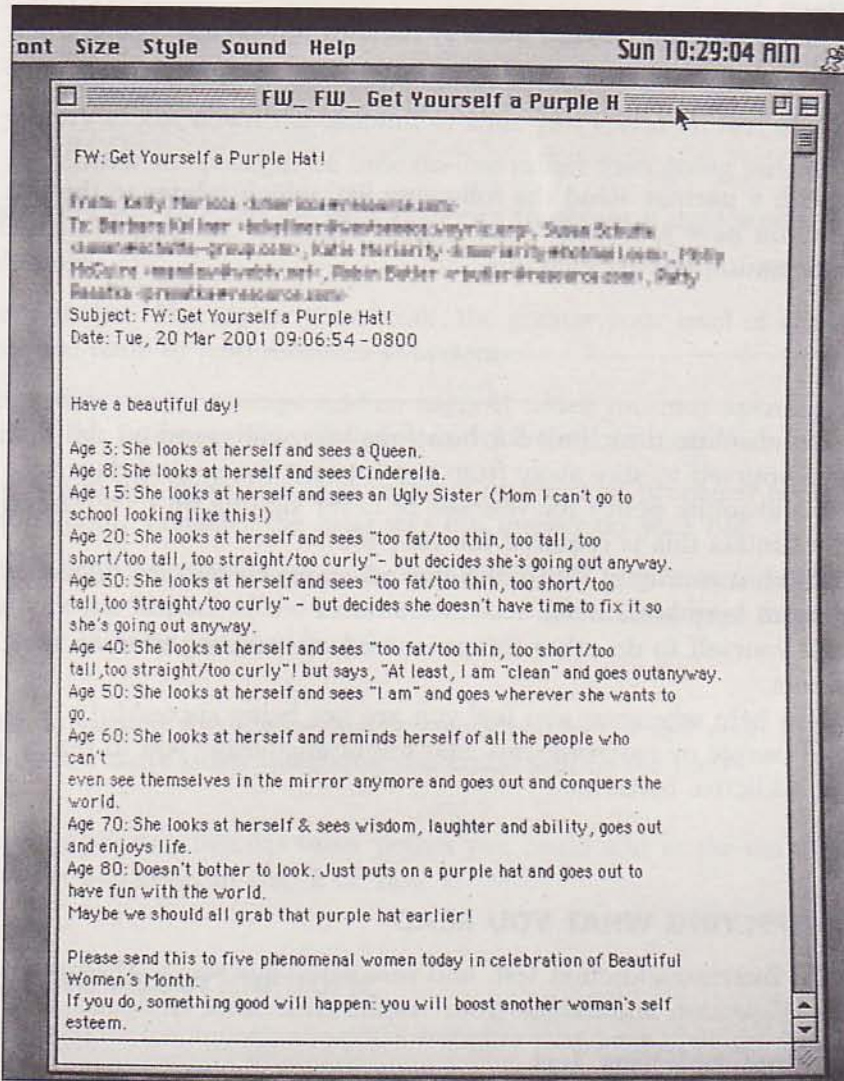 ont Size Style Sound Help Sun 10:29:04 AM
FW_ FW_ Get Yourself a Purple H
FW: Get Yourself a Purple Hat!
Subject: FW: Get Yourself a Purple Hat!
Date: Tue, 20 Mar 2001 09:06:54 -0800
Have a beautiful day!
Age 3: She looks at herself and sees a Queen.
Age 8: She looks at herself and sees Cinderella.
Age 15: She looks at herself and sees an Ugly Sister (Mom I can't go to
school looking like this!)
Age 20: She looks at herself and sees "too fat/too thin, too tall, too
short/too tall, too straight/too curly"- but decides she's going out anyway.
Age 30: She looks at herself and sees "too fat/too thin, too short/too
tall,too straight/too curly" - but decides she doesn't have time to fix it so
she's going out anyway.
Age 40: She looks at herself and sees "too fat/too thin, too short/too
tall,too straight/too curly"! but says, "At least, I am "clean" and goes outanyway.
Age 50: She looks at herself and sees "I am" and goes wherever she wants to
go.
Age 60: She looks at herself and reminds herself of all the people who
can't
even see themselves in the mirror anymore and goes out and conquers the
world.
Age 70: She looks at herself & sees wisdom, laughter and ability, goes out
and enjoys life.
Age 80: Doesn't bother to look. Just puts on a purple hat and goes out to
have fun with the world.
Maybe we should all grab that purple hat earlier!
Please send this to five phenomenal women today in celebration of Beautiful
Women's Month.
If you do, something good will happen: you will boost another woman's self
esteem.